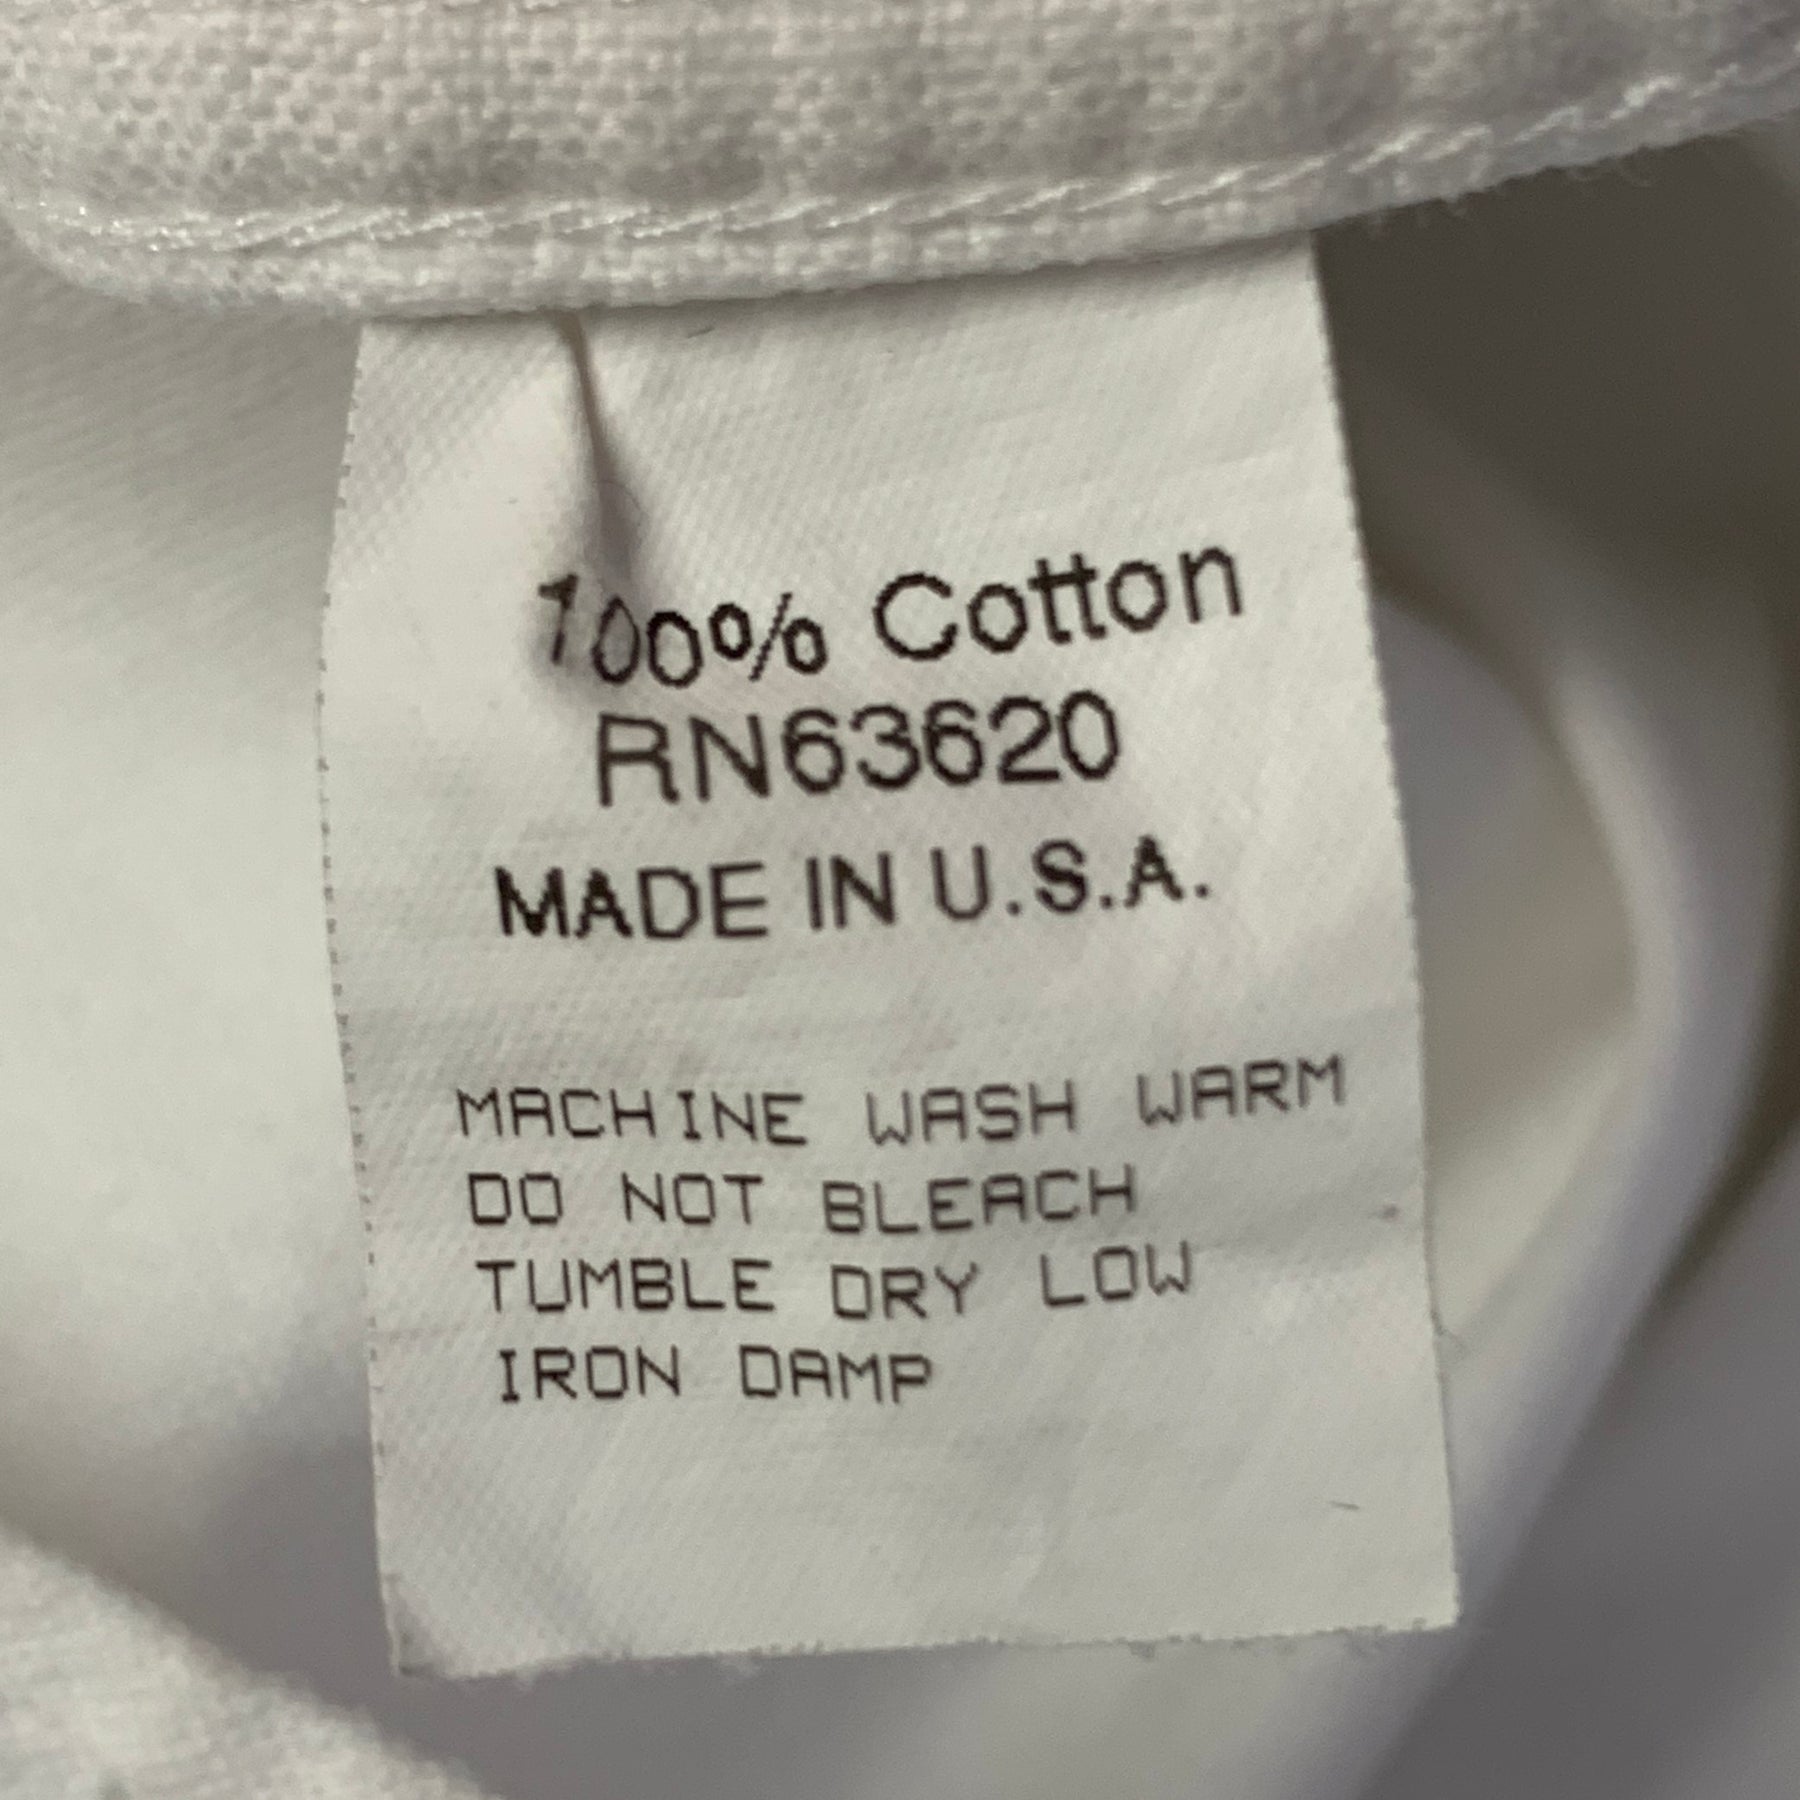 100% Cotton
RN63620
MADE IN U.S.A.
MACHINE WASH WARM
DO NOT BLEACH
TUMBLE DRY LOW
IRON DAMP